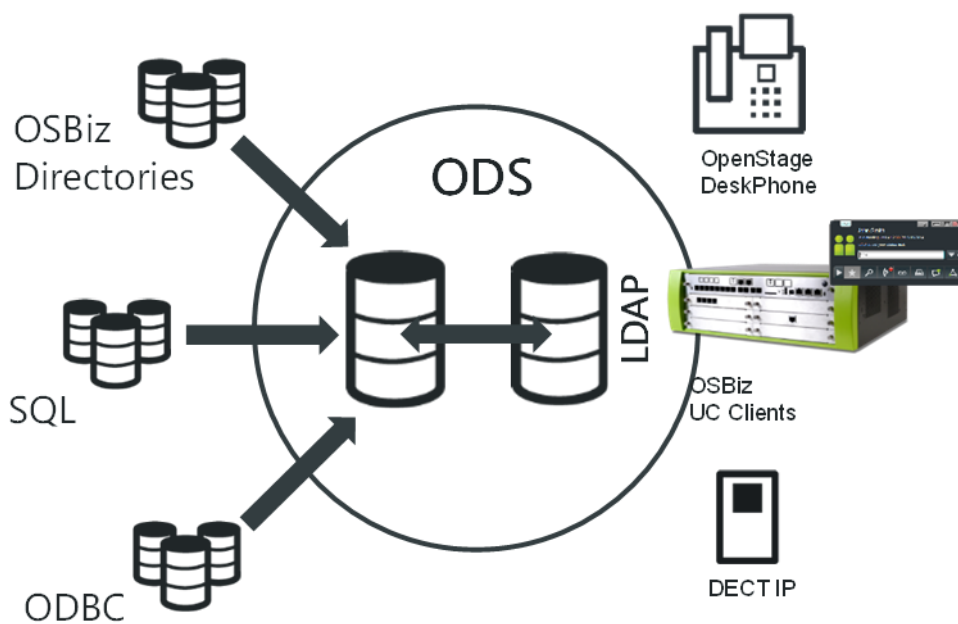 OSBiz
Directories
ODS
OpenStage
DeskPhone
LDAP
SQL
OSBiz
UC Clients
ODBC
DECT IP